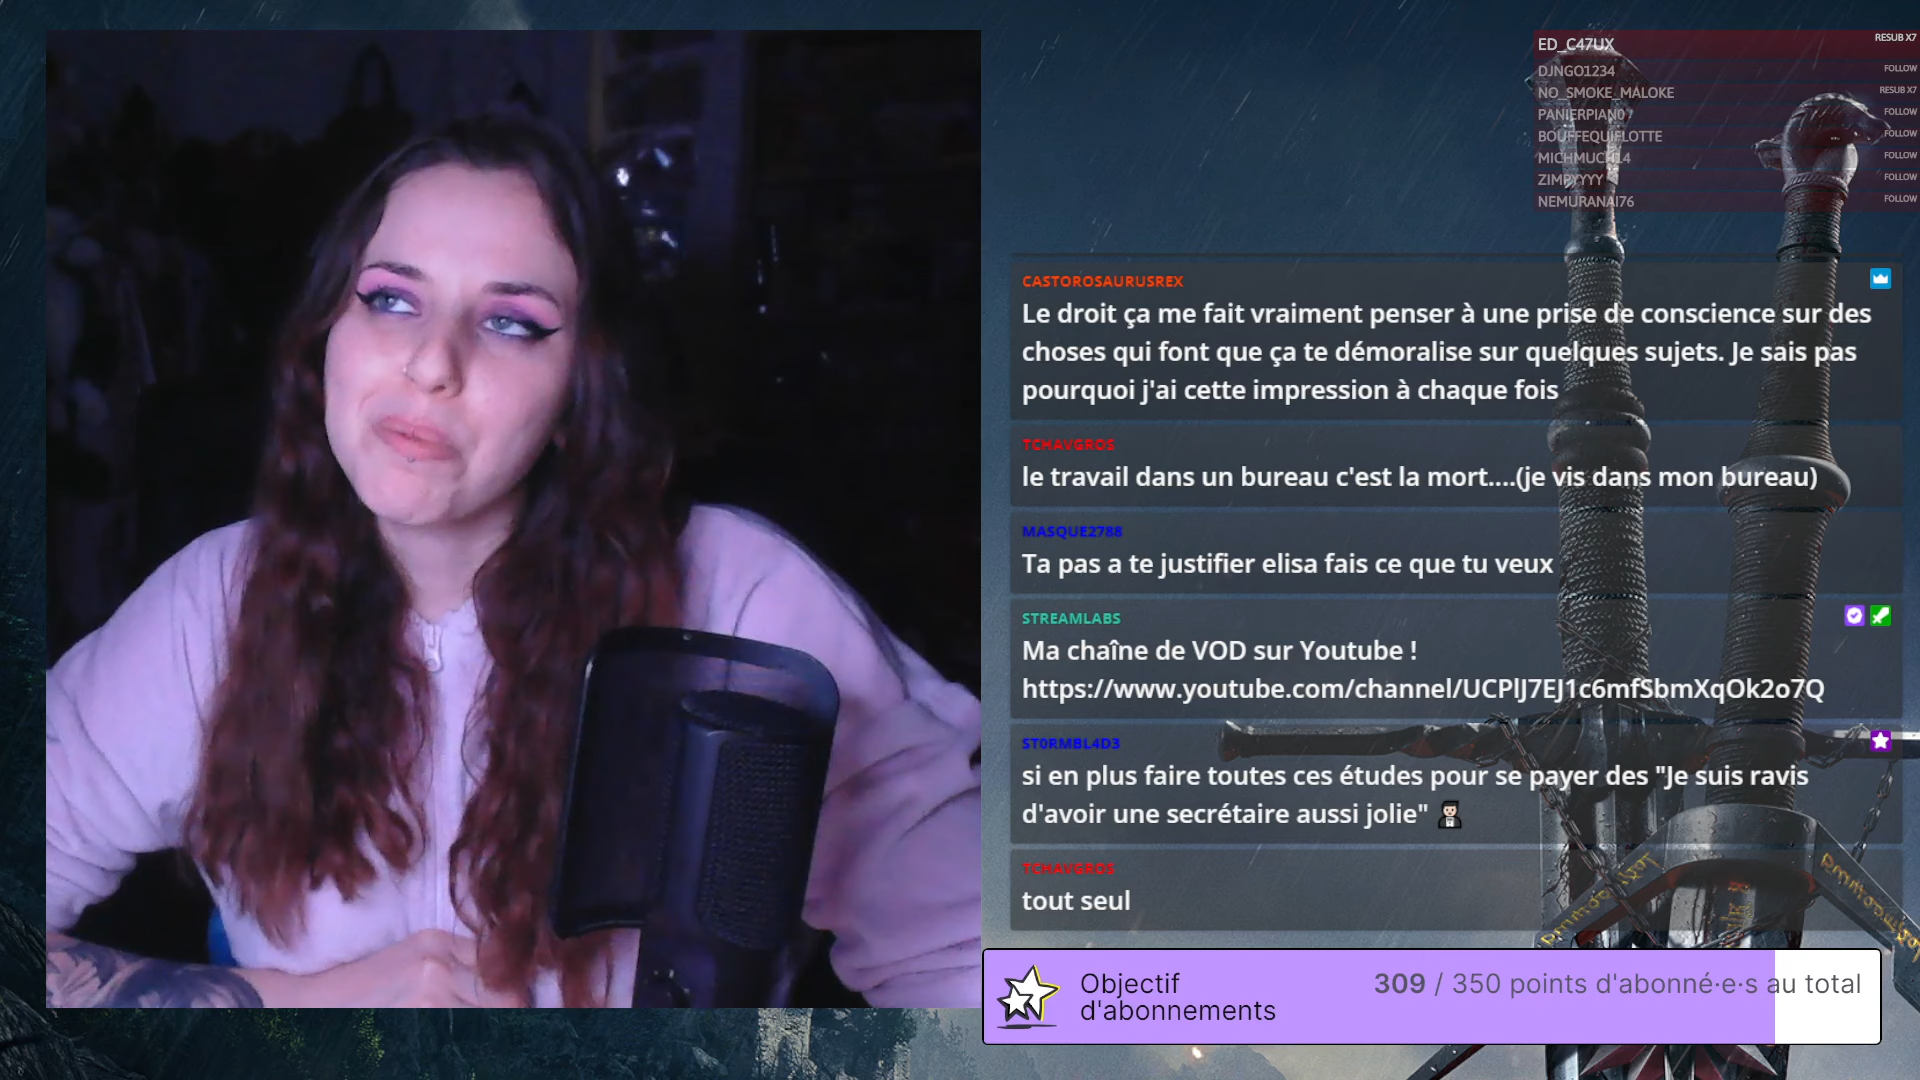 ED_C47UX RESUB X7
DJNGO1234 FOLLOW
NO_SMOKE_MALOKE RESUB X7
PANIERPIAN07 FOLLOW
BOUFFEQUIFLOTTE FOLLOW
MICHMUCH14 FOLLOW
ZIMPYYYY FOLLOW
NEMURANAI76 FOLLOW
CASTOROSAURUSREX
Le droit ça me fait vraiment penser à une prise de conscience sur des
choses qui font que ça te démoralise sur quelques sujets. Je sais pas
pourquoi j'ai cette impression à chaque fois
TCHAVGROS
le travail dans un bureau c'est la mort....(je vis dans mon bureau)
MASQUE2788
Ta pas a te justifier elisa fais ce que tu veux
STREAMLABS
Ma chaîne de VOD sur Youtube !
https://www.youtube.com/channel/UCPlJ7EJ1c6mfSbmXqOk2o7Q
ST0RMBL4D3
si en plus faire toutes ces études pour se payer des "Je suis ravis
d'avoir une secrétaire aussi jolie"
TCHAVGROS
tout seul
Objectif
d'abonnements
309 / 350 points d'abonné·e·s au total